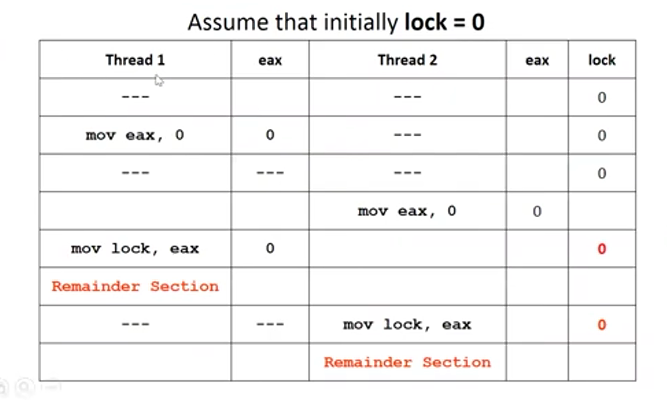 Assume that initially lock = 0
Thread 1 eax Thread 2 eax lock
--- --- 0
mov eax, 0 0 --- 0
--- --- --- 0
mov eax, 0 0
mov lock, eax 0 0
Remainder Section
--- --- mov lock, eax 0
Remainder Section